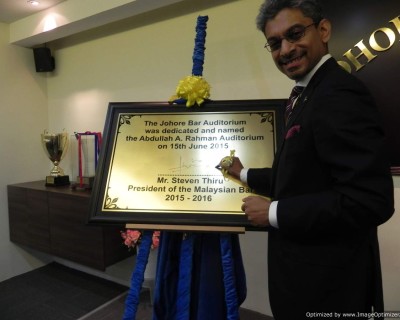 JOHOR
The Johore Bar Auditorium
was dedicated and named
the Abdullah A. Rahman Auditorium
on 15th June 2015
Mr. Steven Thiru
President of the Malaysian Bar
2015 - 2016
Optimized by www.ImageOptimizer.